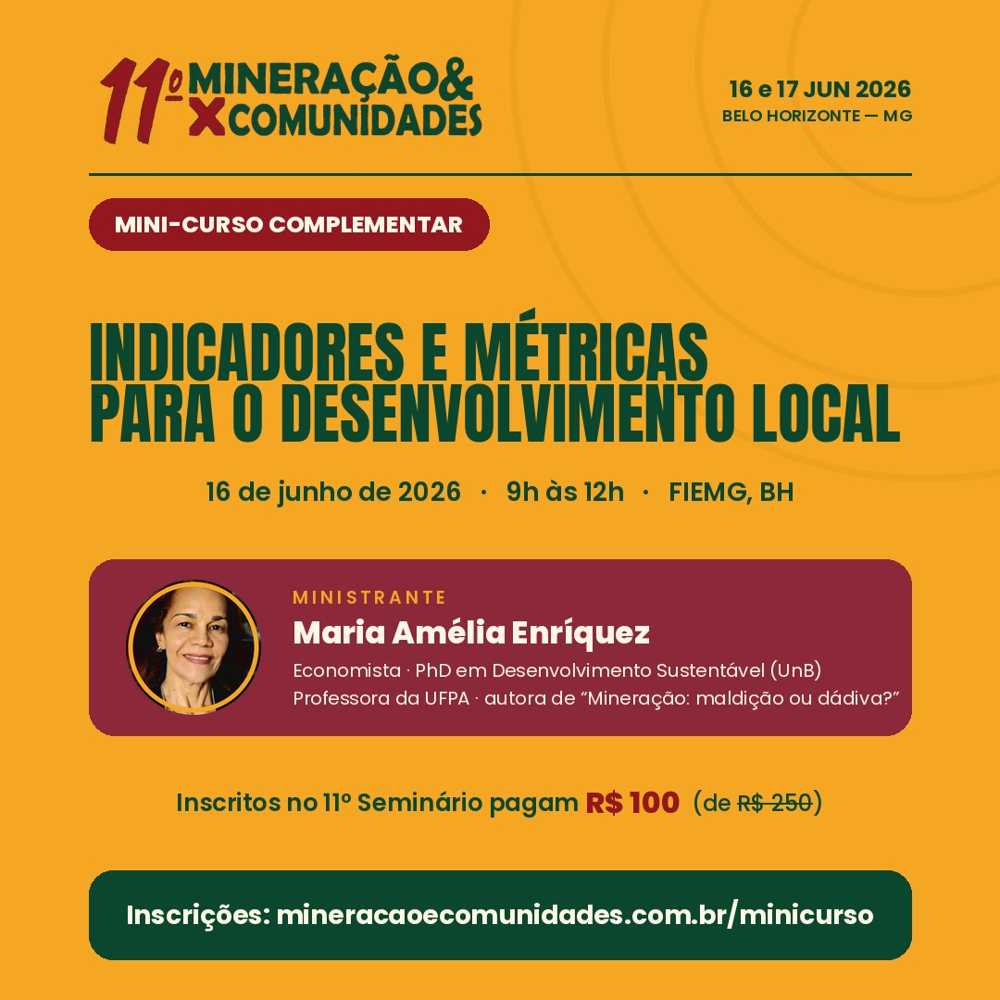 11º MINERAÇÃO&
XCOMUNIDADES
16 e 17 JUN 2026
BELO HORIZONTE — MG
MINI-CURSO COMPLEMENTAR
INDICADORES E MÉTRICAS
PARA O DESENVOLVIMENTO LOCAL
16 de junho de 2026 · 9h às 12h · FIEMG, BH
MINISTRANTE
Maria Amélia Enríquez
Economista · PhD em Desenvolvimento Sustentável (UnB)
Professora da UFPA · autora de “Mineração: maldição ou dádiva?”
Inscritos no 11º Seminário pagam R$ 100 (de R$ 250)
Inscrições: mineracaoecomunidades.com.br/minicurso